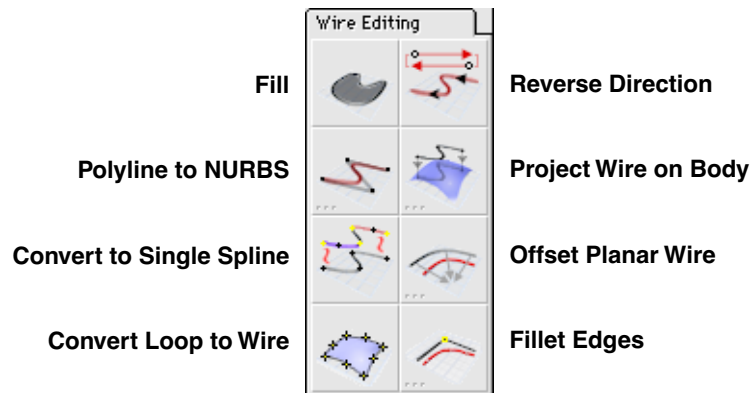 Wire Editing
Fill
Reverse Direction
Polyline to NURBS
Project Wire on Body
Convert to Single Spline
Offset Planar Wire
Convert Loop to Wire
Fillet Edges